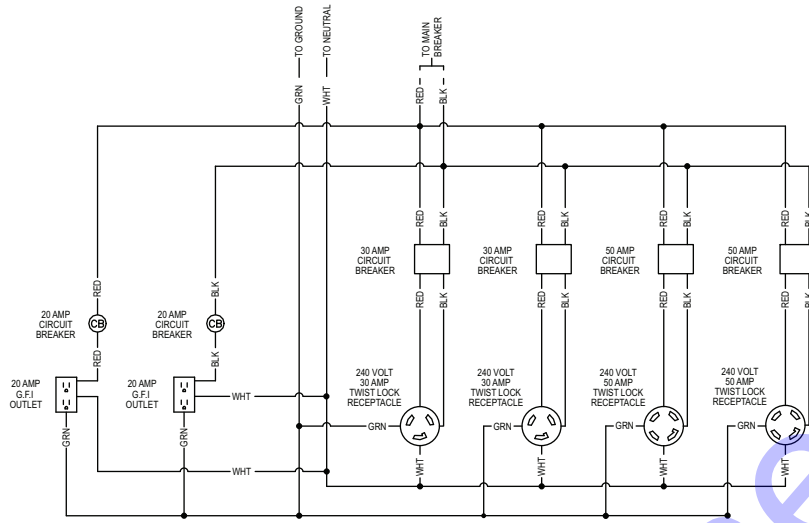 TO GROUND
TO NEUTRAL
TO MAIN
BREAKER
GRN
WHT
RED
BLK
RED
BLK
RED
BLK
RED
BLK
RED
BLK
30 AMP
CIRCUIT
BREAKER
30 AMP
CIRCUIT
BREAKER
50 AMP
CIRCUIT
BREAKER
50 AMP
CIRCUIT
BREAKER
RED
BLK
RED
BLK
RED
BLK
RED
BLK
RED
BLK
20 AMP
CIRCUIT
BREAKER
CB
20 AMP
CIRCUIT
BREAKER
CB
RED
BLK
20 AMP
G.F.I
OUTLET
20 AMP
G.F.I
OUTLET
240 VOLT
30 AMP
TWIST LOCK
RECEPTACLE
240 VOLT
30 AMP
TWIST LOCK
RECEPTACLE
240 VOLT
50 AMP
TWIST LOCK
RECEPTACLE
240 VOLT
50 AMP
TWIST LOCK
RECEPTACLE
WHT
GRN
GRN
GRN
GRN
GRN
GRN
WHT
WHT
WHT
WHT
WHT